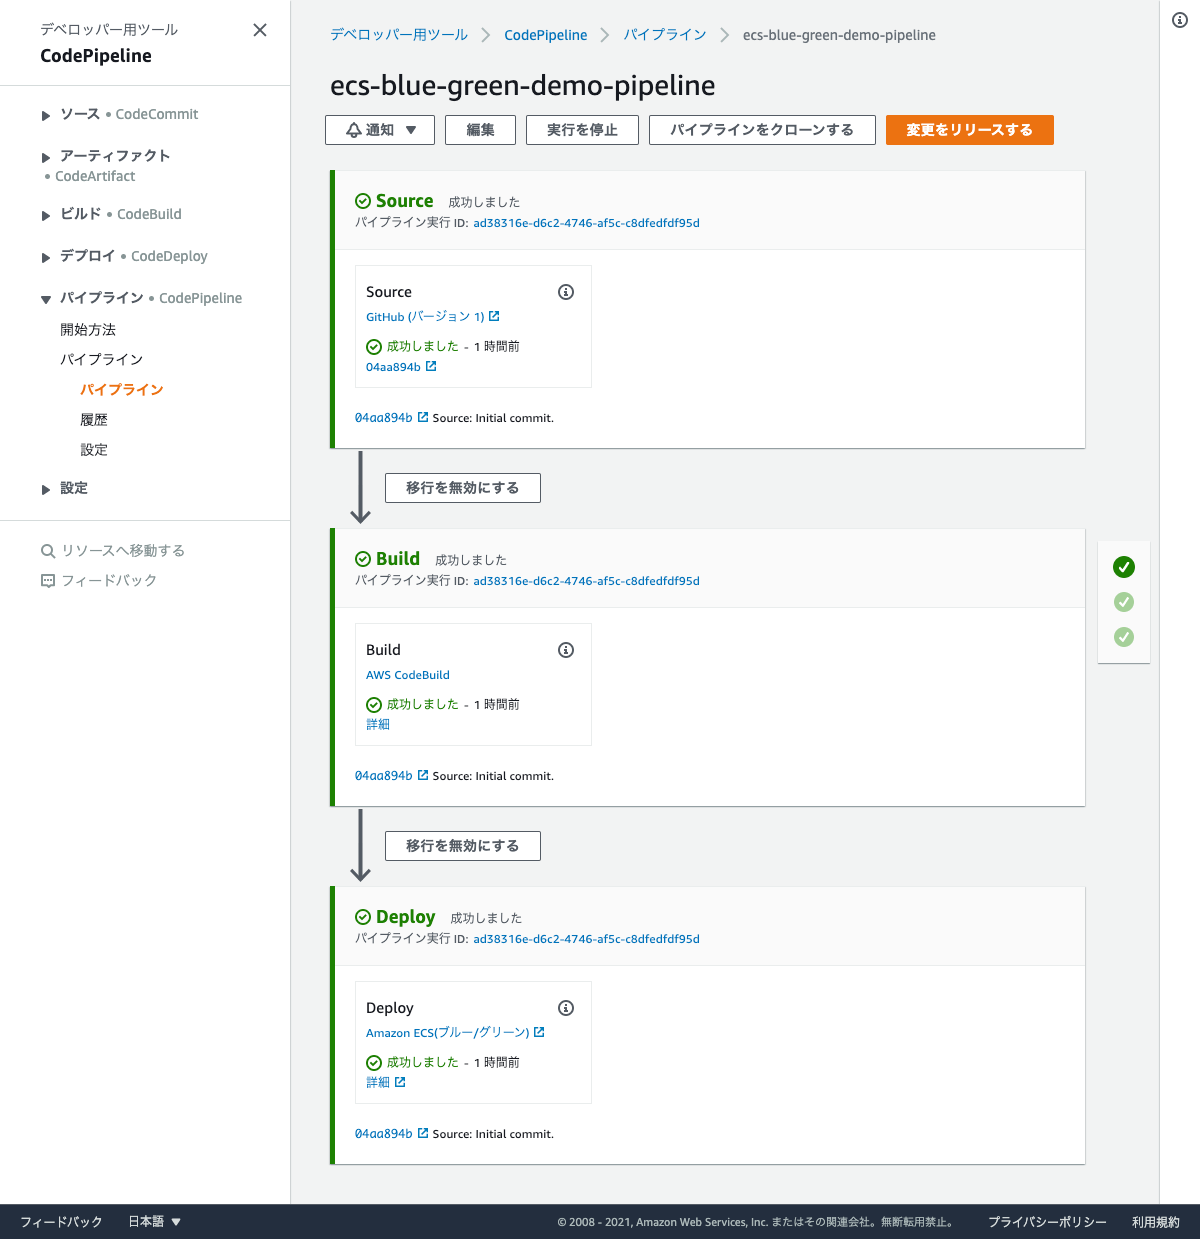 デベロッパー用ツール
CodePipeline
ソース • CodeCommit
アーティファクト
• CodeArtifact
ビルド • CodeBuild
デプロイ • CodeDeploy
パイプライン • CodePipeline
開始方法
パイプライン
パイプライン
履歴
設定
設定
リソースへ移動する
フィードバック
デベロッパー用ツール CodePipeline パイプライン ecs-blue-green-demo-pipeline
ecs-blue-green-demo-pipeline
通知 ▼ 編集 実行を停止 パイプラインをクローンする 変更をリリースする
Source 成功しました
パイプライン実行 ID: ad38316e-d6c2-4746-af5c-c8dfedfdf95d
Source
GitHub (バージョン 1)
成功しました - 1 時間前
04aa894b
04aa894b Source: Initial commit.
移行を無効にする
Build 成功しました
パイプライン実行 ID: ad38316e-d6c2-4746-af5c-c8dfedfdf95d
Build
AWS CodeBuild
成功しました - 1 時間前
詳細
04aa894b Source: Initial commit.
移行を無効にする
Deploy 成功しました
パイプライン実行 ID: ad38316e-d6c2-4746-af5c-c8dfedfdf95d
Deploy
Amazon ECS(ブルー/グリーン)
成功しました - 1 時間前
詳細
04aa894b Source: Initial commit.
フィードバック 日本語 ▼ © 2008 - 2021, Amazon Web Services, Inc. またはその関連会社。無断転用禁止。 プライバシーポリシー 利用規約